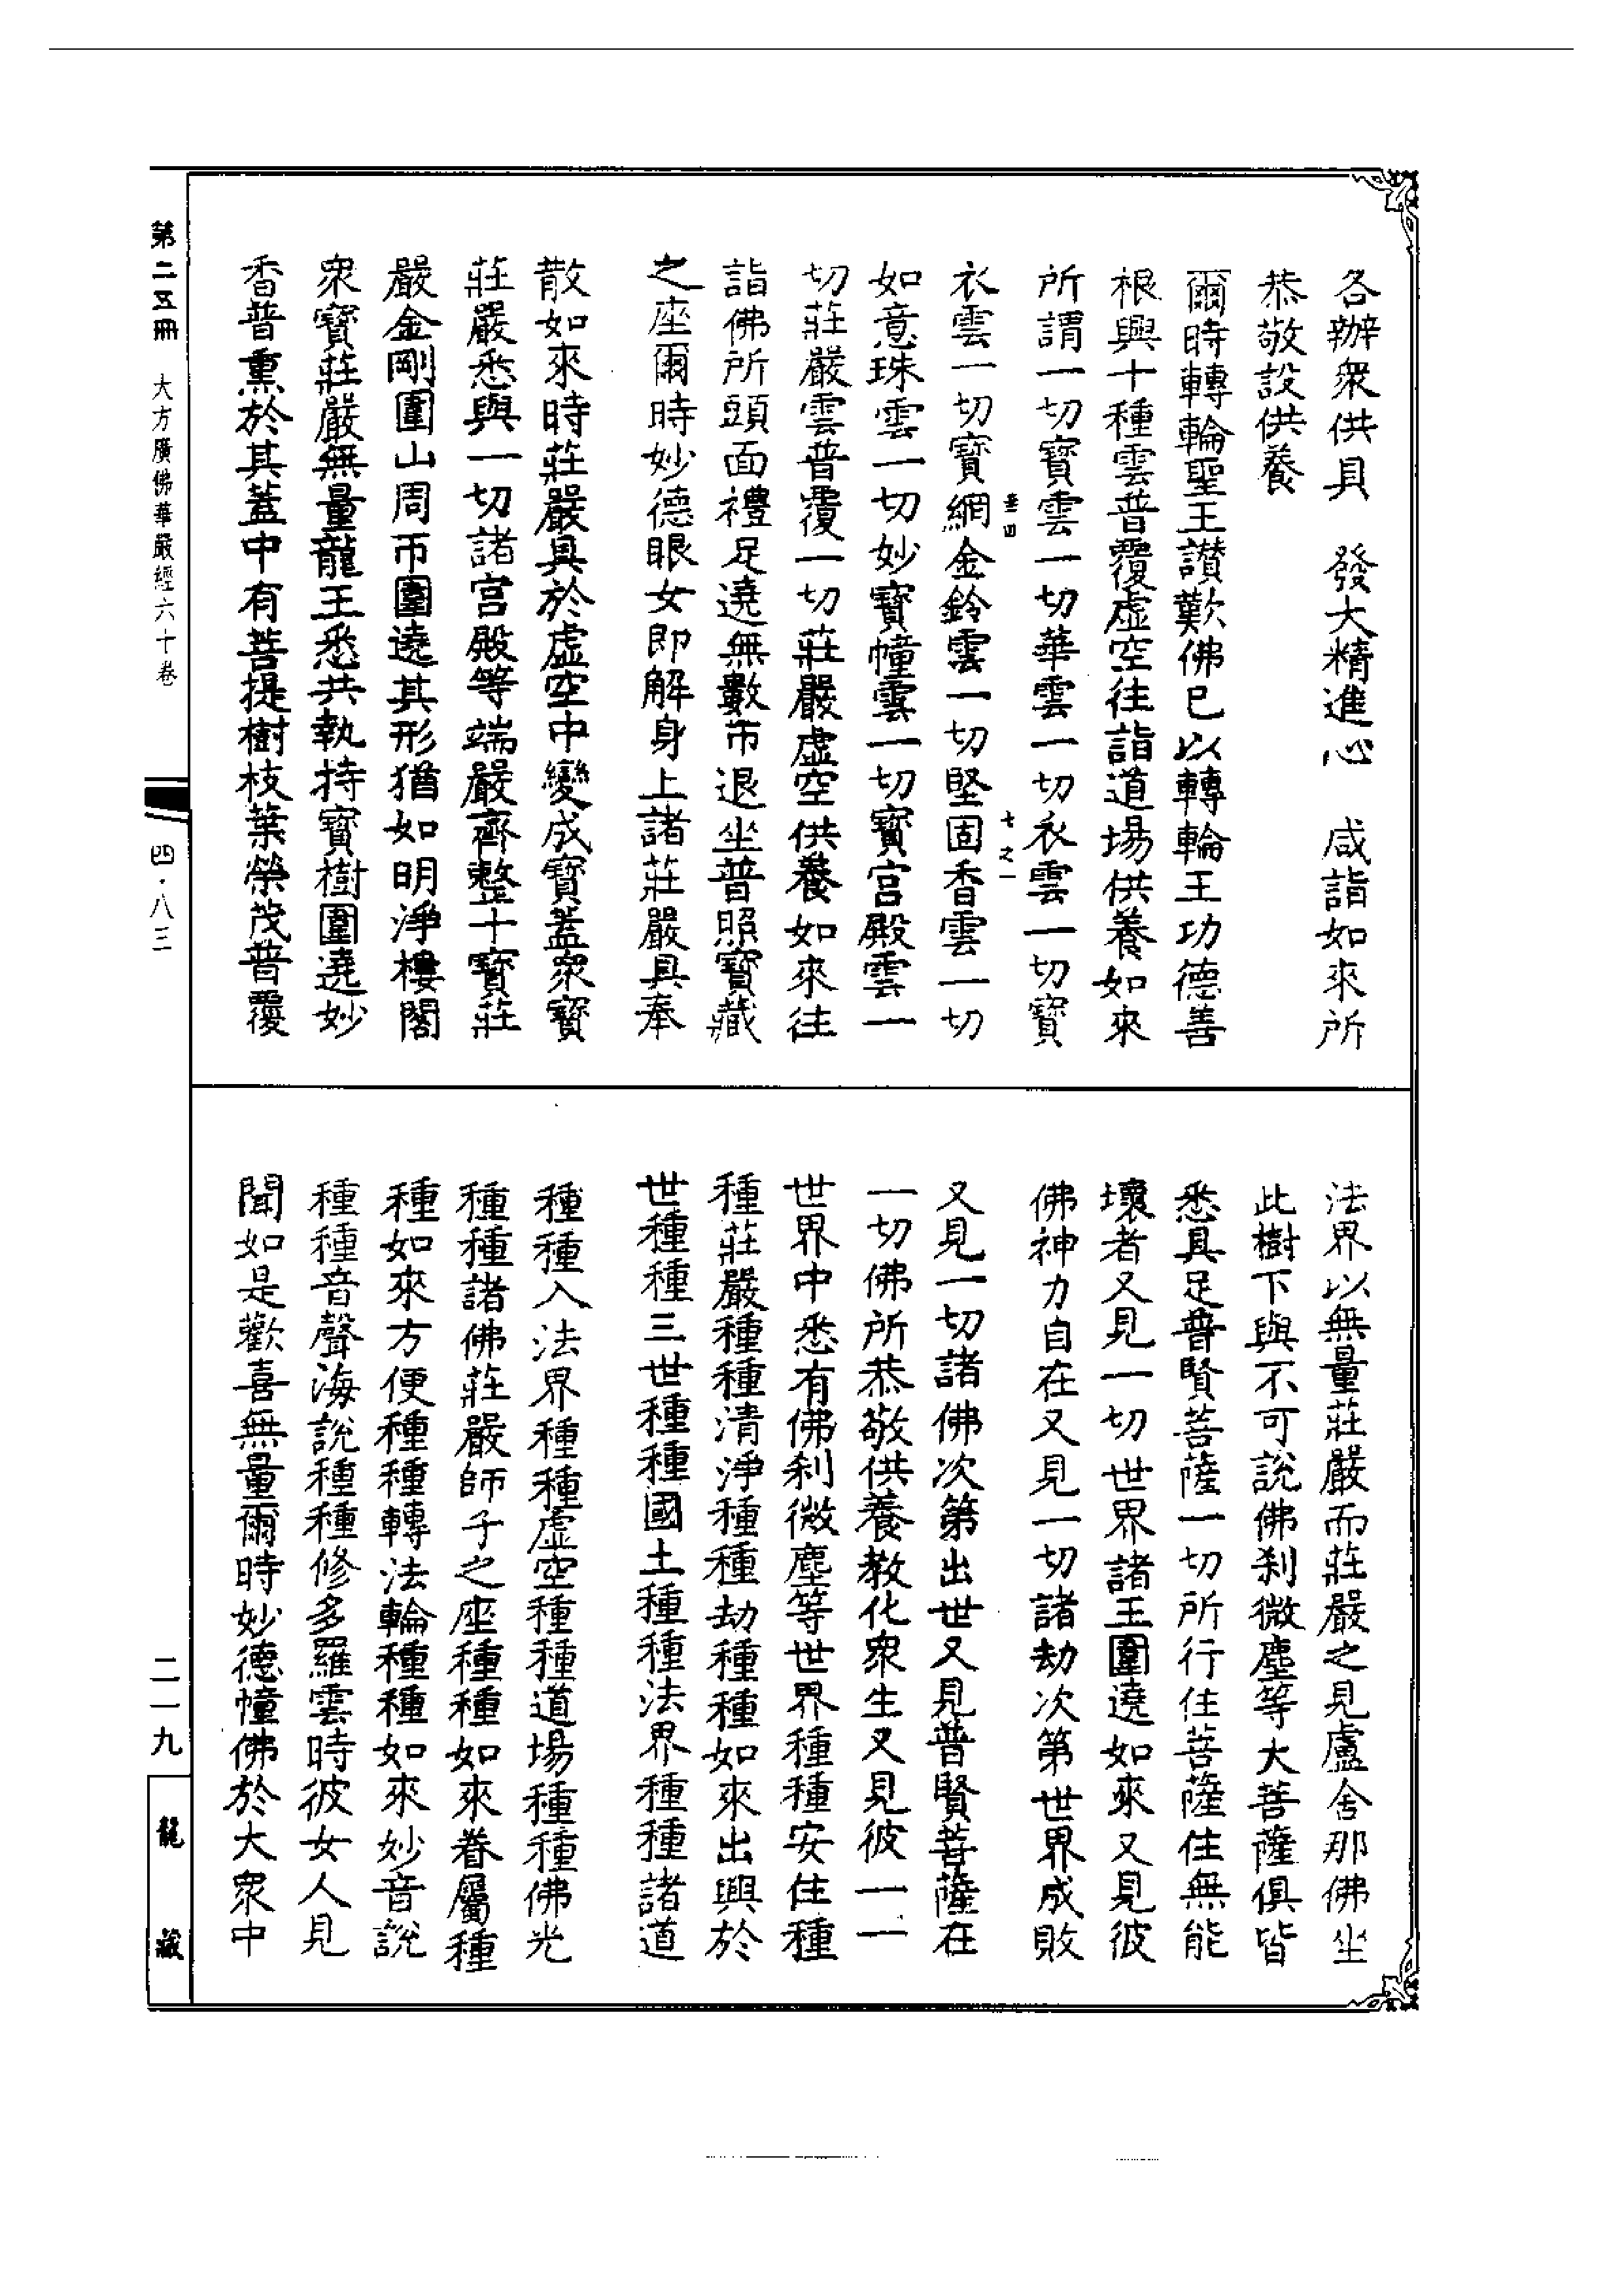 各辦衆供具　發大精進心　咸詣如來所
恭敬設供養
爾時轉輪聖王讃歎佛已以轉輪王功德善
根興十種雲普覆虛空往詣道場供養如來
所謂一切寶雲一切華雲一切衣雲一切寶
衣雲一切寶網金鈴雲一切堅固香雲一切
如意珠雲一切妙寶幢雲一切寶宮殿雲一
切莊嚴雲普覆一切莊嚴虛空供養如來往
詣佛所頭面禮足遶無數帀退坐普照寶藏
之座爾時妙德眼女即解身上諸莊嚴具奉
散如來時莊嚴具於虛空中變成寶蓋衆寶
莊嚴悉與一切諸宮殿等端嚴齊整十寶莊
嚴金剛圍山周帀圍遶其形猶如明淨樓閣
衆寶莊嚴無量龍王悉共執持寶樹圍遶妙
香普熏於其蓋中有菩提樹枝葉榮茂普覆
法界以無量莊嚴而莊嚴之見盧舍那佛坐
此樹下與不可說佛刹微塵等大菩薩俱皆
悉具足普賢菩薩一切所行住菩薩住無能
壞者又見一切世界諸王圍遶如來又見彼
佛神力自在又見一切諸劫次第世界成敗
又見一切諸佛次第出世又見普賢菩薩在
一切佛所恭敬供養教化衆生又見彼一一
世界中悉有佛刹微塵等世界種種安住種
種莊嚴種種清淨種種劫種種如來出興於
世種種三世種種國土種種法界種種諸道
種種入法界種種虛空種種道場種種佛光
種種諸佛莊嚴師子之座種種如來眷屬種
種如來方便種種轉法輪種種如來妙音說
種種音聲海說種種修多羅雲時彼女人見
聞如是歡喜無量爾時妙德幢佛於大衆中
第二五冊　大方廣佛華嚴經六十卷
四·八三
二一九
龍藏
垂四
七之一